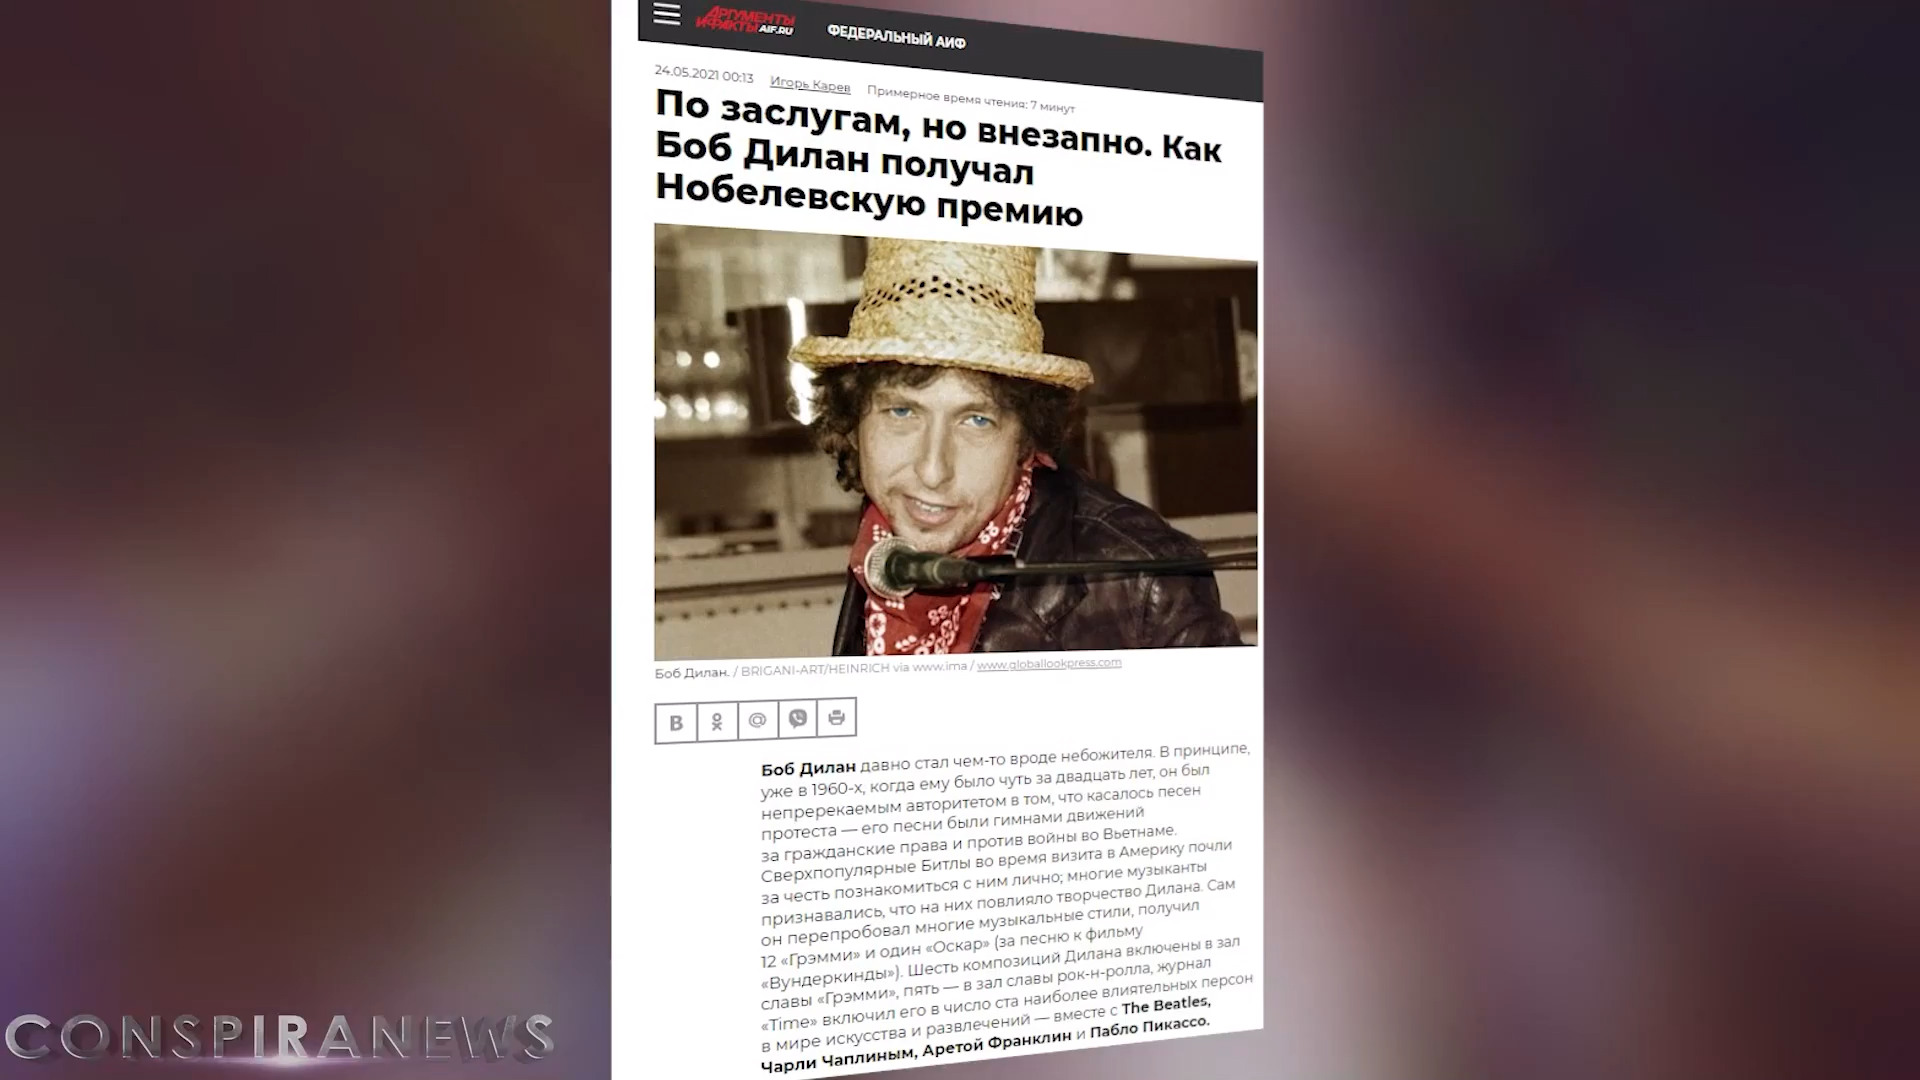 АРГУМЕНТЫ
И ФАКТЫ AIF.RU
ФЕДЕРАЛЬНЫЙ АИФ
24.05.2021 00:13 Игорь Карев Примерное время чтения: 7 минут
По заслугам, но внезапно. Как
Боб Дилан получал
Нобелевскую премию
Боб Дилан. / BRIGANI-ART/HEINRICH via www.ima / www.globallookpress.com
Боб Дилан давно стал чем-то вроде небожителя. В принципе,
уже в 1960-х, когда ему было чуть за двадцать лет, он был
непререкаемым авторитетом в том, что касалось песен
протеста — его песни были гимнами движений
за гражданские права и против войны во Вьетнаме.
Сверхпопулярные Битлы во время визита в Америку почли
за честь познакомиться с ним лично; многие музыканты
признавались, что на них повлияло творчество Дилана. Сам
он перепробовал многие музыкальные стили, получил
12 «Грэмми» и один «Оскар» (за песню к фильму
«Вундеркинды»). Шесть композиций Дилана включены в зал
славы «Грэмми», пять — в зал славы рок-н-ролла, журнал
«Time» включил его в число ста наиболее влиятельных персон
в мире искусства и развлечений — вместе с The Beatles,
Чарли Чаплиным, Аретой Франклин и Пабло Пикассо.
CONSPIRANEWS